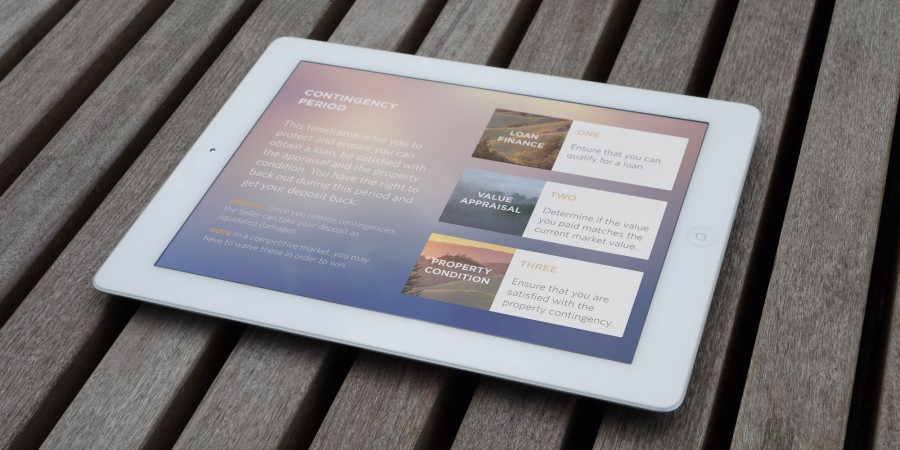 CONTINGENCY
PERIOD
This timeframe is for you to
protect and ensure you can
obtain a loan, be satisfied with
the appraisal and the property
condition. You have the right to
back out during this period and
get your deposit back.
CRITICAL Once you release contingencies,
the Seller can take your deposit as
liquidated damages.
NOTE In a competitive market, you may
have to waive these in order to win.
LOAN
FINANCE
ONE
Ensure that you can
qualify for a loan.
VALUE
APPRAISAL
TWO
Determine if the value
you paid matches the
current market value.
PROPERTY
CONDITION
THREE
Ensure that you are
satisfied with the
property contingency.